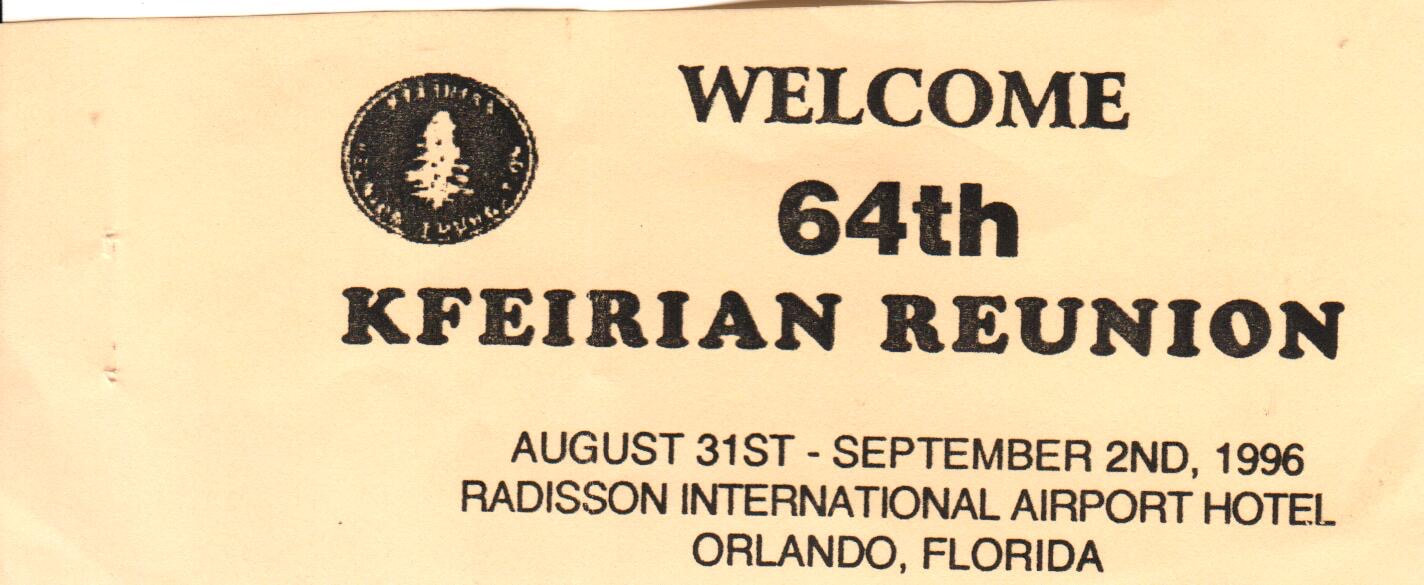 WELCOME
64th
KFEIRIAN REUNION
AUGUST 31ST - SEPTEMBER 2ND, 1996
RADISSON INTERNATIONAL AIRPORT HOTEL
ORLANDO, FLORIDA